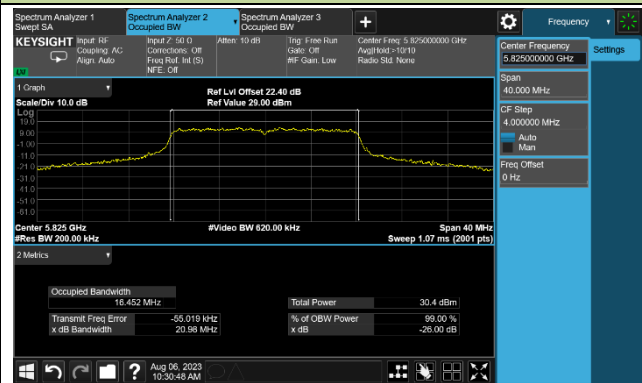 Spectrum Analyzer 1
Swept SA
Spectrum Analyzer 2
Occupied BW
Spectrum Analyzer 3
Occupied BW
Frequency
KEYSIGHT
Input: RF
Coupling: AC
Align: Auto
Input Z: 50 Ω
Corrections: Off
Freq Ref: Int (S)
NFE: Off
Atten: 10 dB
Trig: Free Run
Gate: Off
#IF Gain: Low
Center Freq: 5.825000000 GHz
Avg|Hold:>10/10
Radio Std: None
Center Frequency
5.825000000 GHz
Settings
Span
40.000 MHz
CF Step
4.000000 MHz
Auto
Man
Freq Offset
0 Hz
1 Graph
Scale/Div 10.0 dB
Ref Lvl Offset 22.40 dB
Ref Value 29.00 dBm
Log
19.0
9.00
-1.00
-11.0
-21.0
-31.0
-41.0
-51.0
-61.0
Center 5.825 GHz
#Res BW 200.00 kHz
#Video BW 620.00 kHz
Span 40 MHz
Sweep 1.07 ms (2001 pts)
2 Metrics
Occupied Bandwidth
16.452 MHz
Total Power 30.4 dBm
Transmit Freq Error -55.019 kHz
% of OBW Power 99.00 %
x dB Bandwidth 20.98 MHz
x dB -26.00 dB
Aug 06, 2023
10:30:48 AM